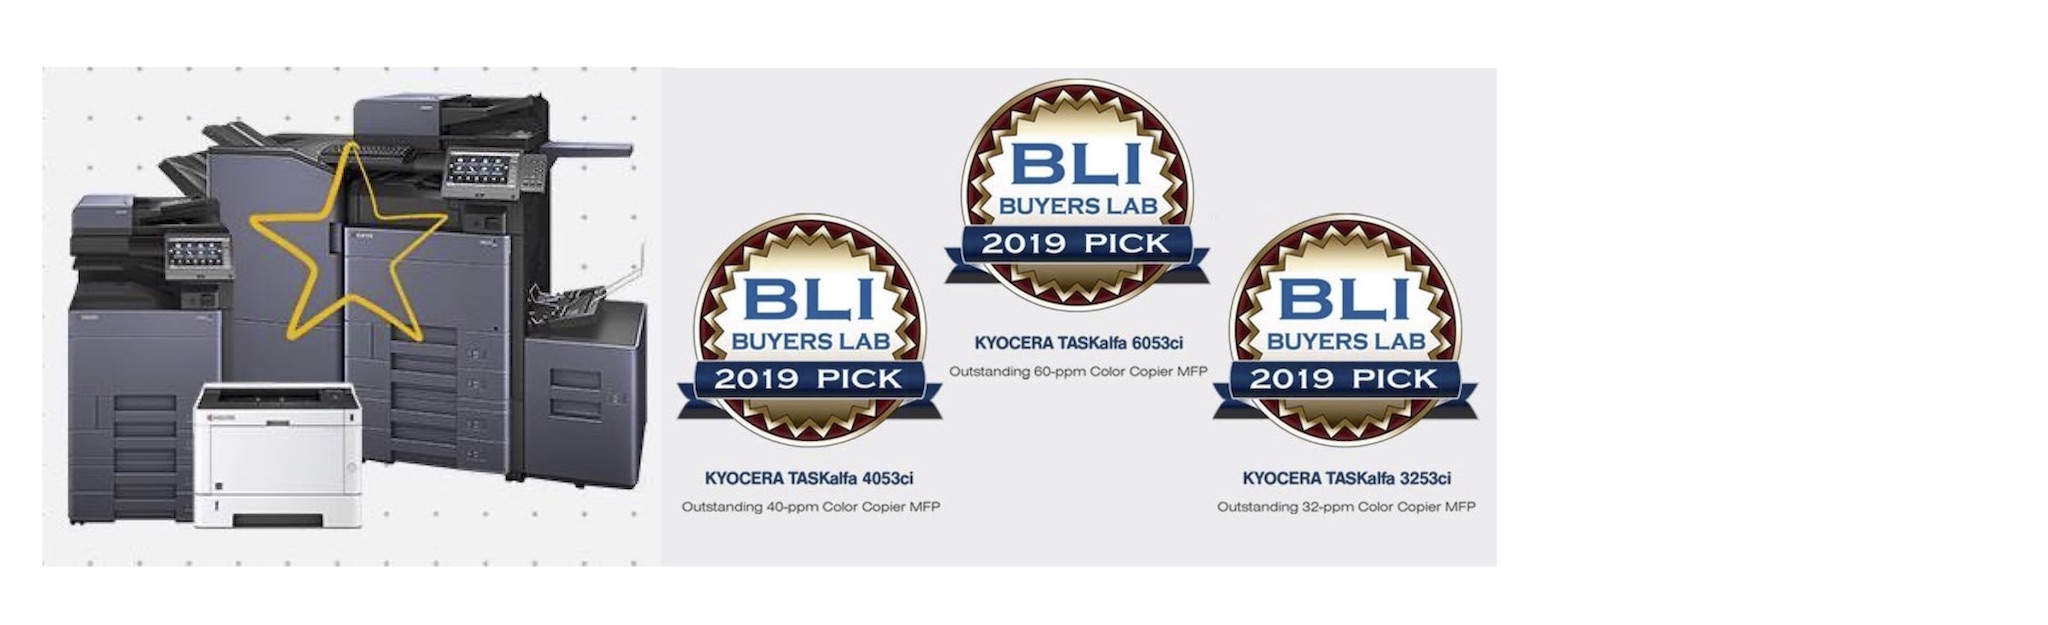 BLI
BUYERS LAB
2019 PICK
KYOCERA TASKalfa 4053ci
Outstanding 40-ppm Color Copier MFP
BLI
BUYERS LAB
2019 PICK
KYOCERA TASKalfa 6053ci
Outstanding 60-ppm Color Copier MFP
BLI
BUYERS LAB
2019 PICK
KYOCERA TASKalfa 3253ci
Outstanding 32-ppm Color Copier MFP